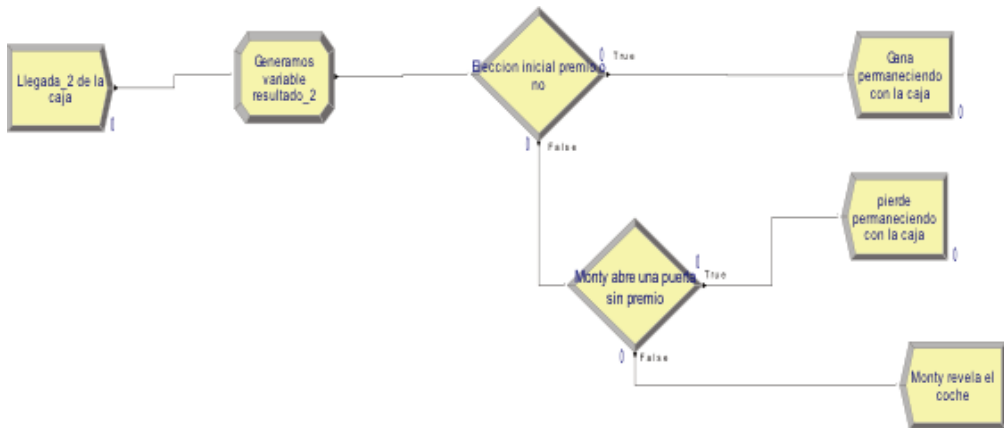 Llegada_2 de la
caja
0
Generamos
variable
resultado_2
Eleccion inicial premio o
no
0
True
0
False
Gana
permaneciendo
con la caja
0
pierde
permaneciendo
con la caja
0
Monty abre una puerta
sin premio
0
True
0
False
Monty revela el
coche